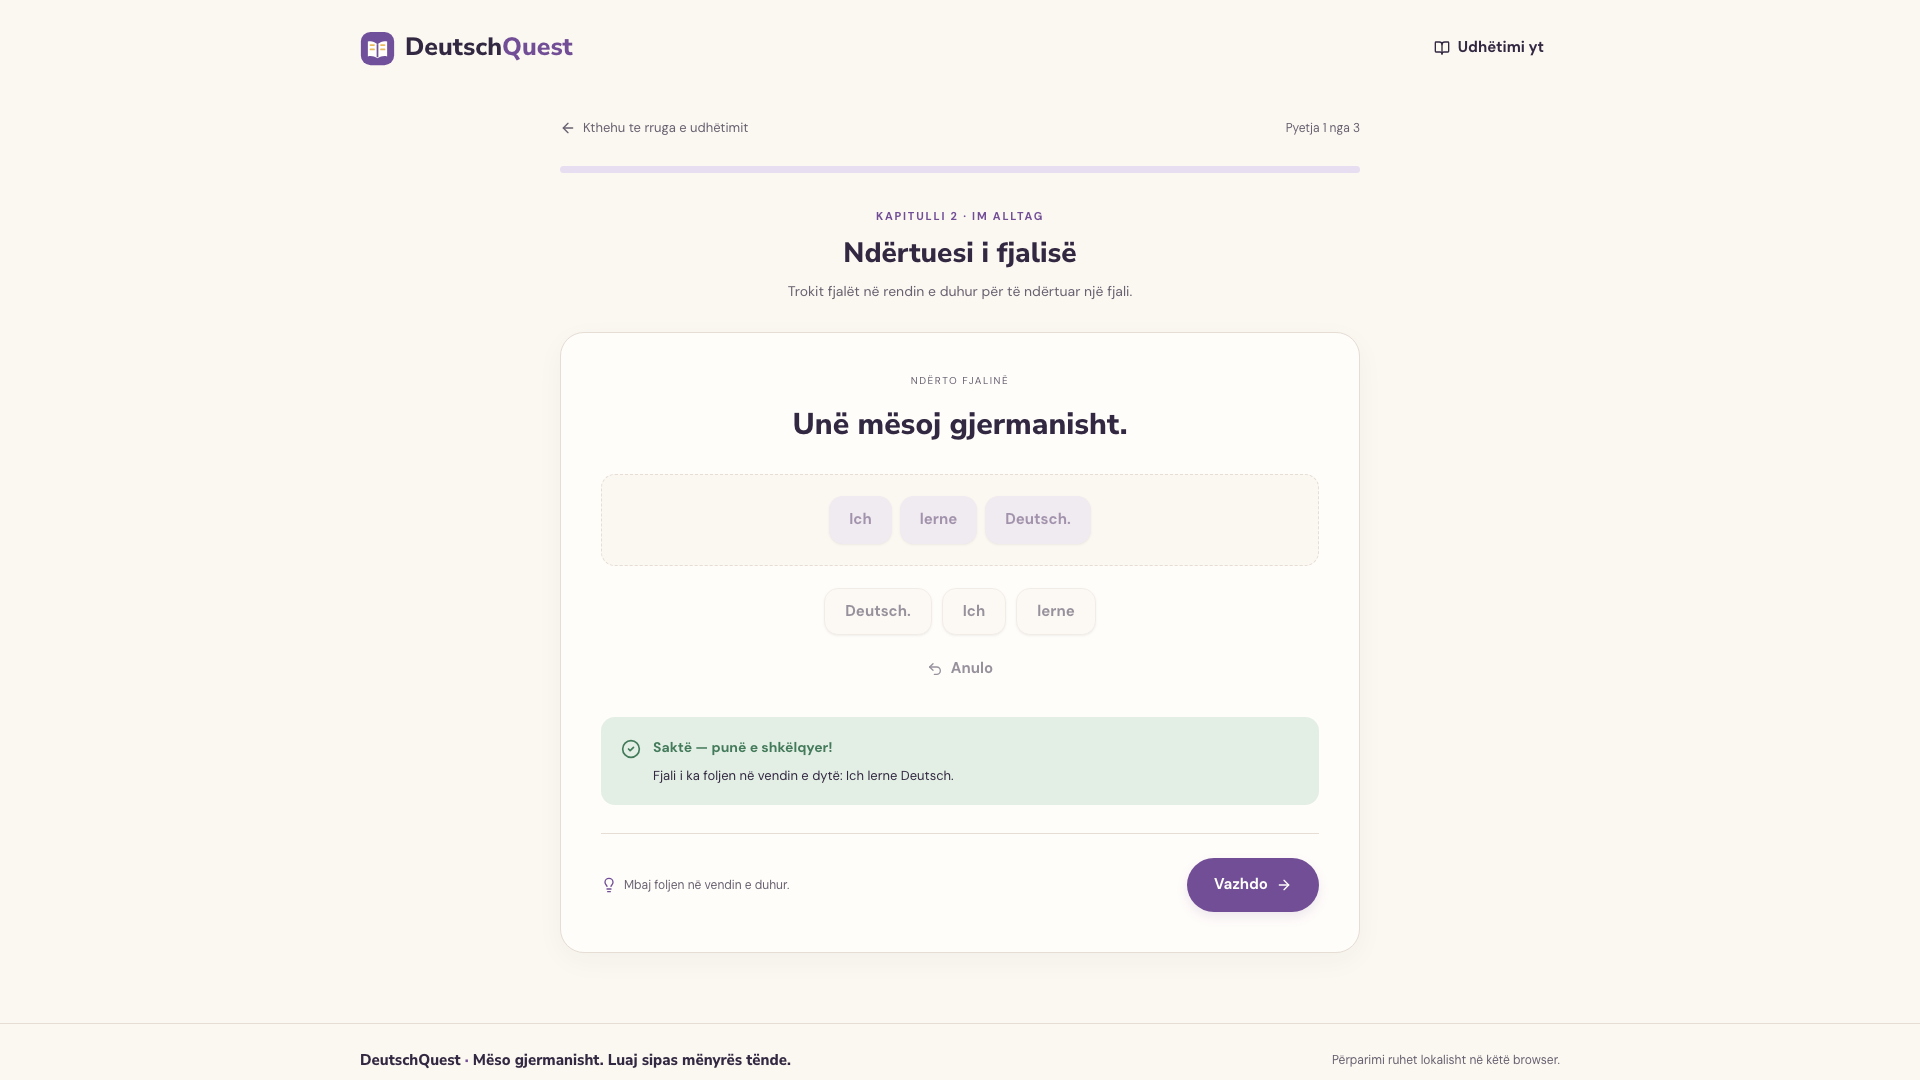 DeutschQuest
Udhëtimi yt
Kthehu te rruga e udhëtimit
Pyetja 1 nga 3
KAPITULLI 2 · IM ALLTAG
Ndërtuesi i fjalisë
Trokit fjalët në rendin e duhur për të ndërtuar një fjali.
NDËRTO FJALINË
Unë mësoj gjermanisht.
Ich lerne Deutsch.
Deutsch. Ich lerne
Anulo
Saktë — punë e shkëlqyer!
Fjali i ka foljen në vendin e dytë: Ich lerne Deutsch.
Mbaj foljen në vendin e duhur.
Vazhdo
DeutschQuest · Mëso gjermanisht. Luaj sipas mënyrës tënde.
Përparimi ruhet lokalisht në këtë browser.